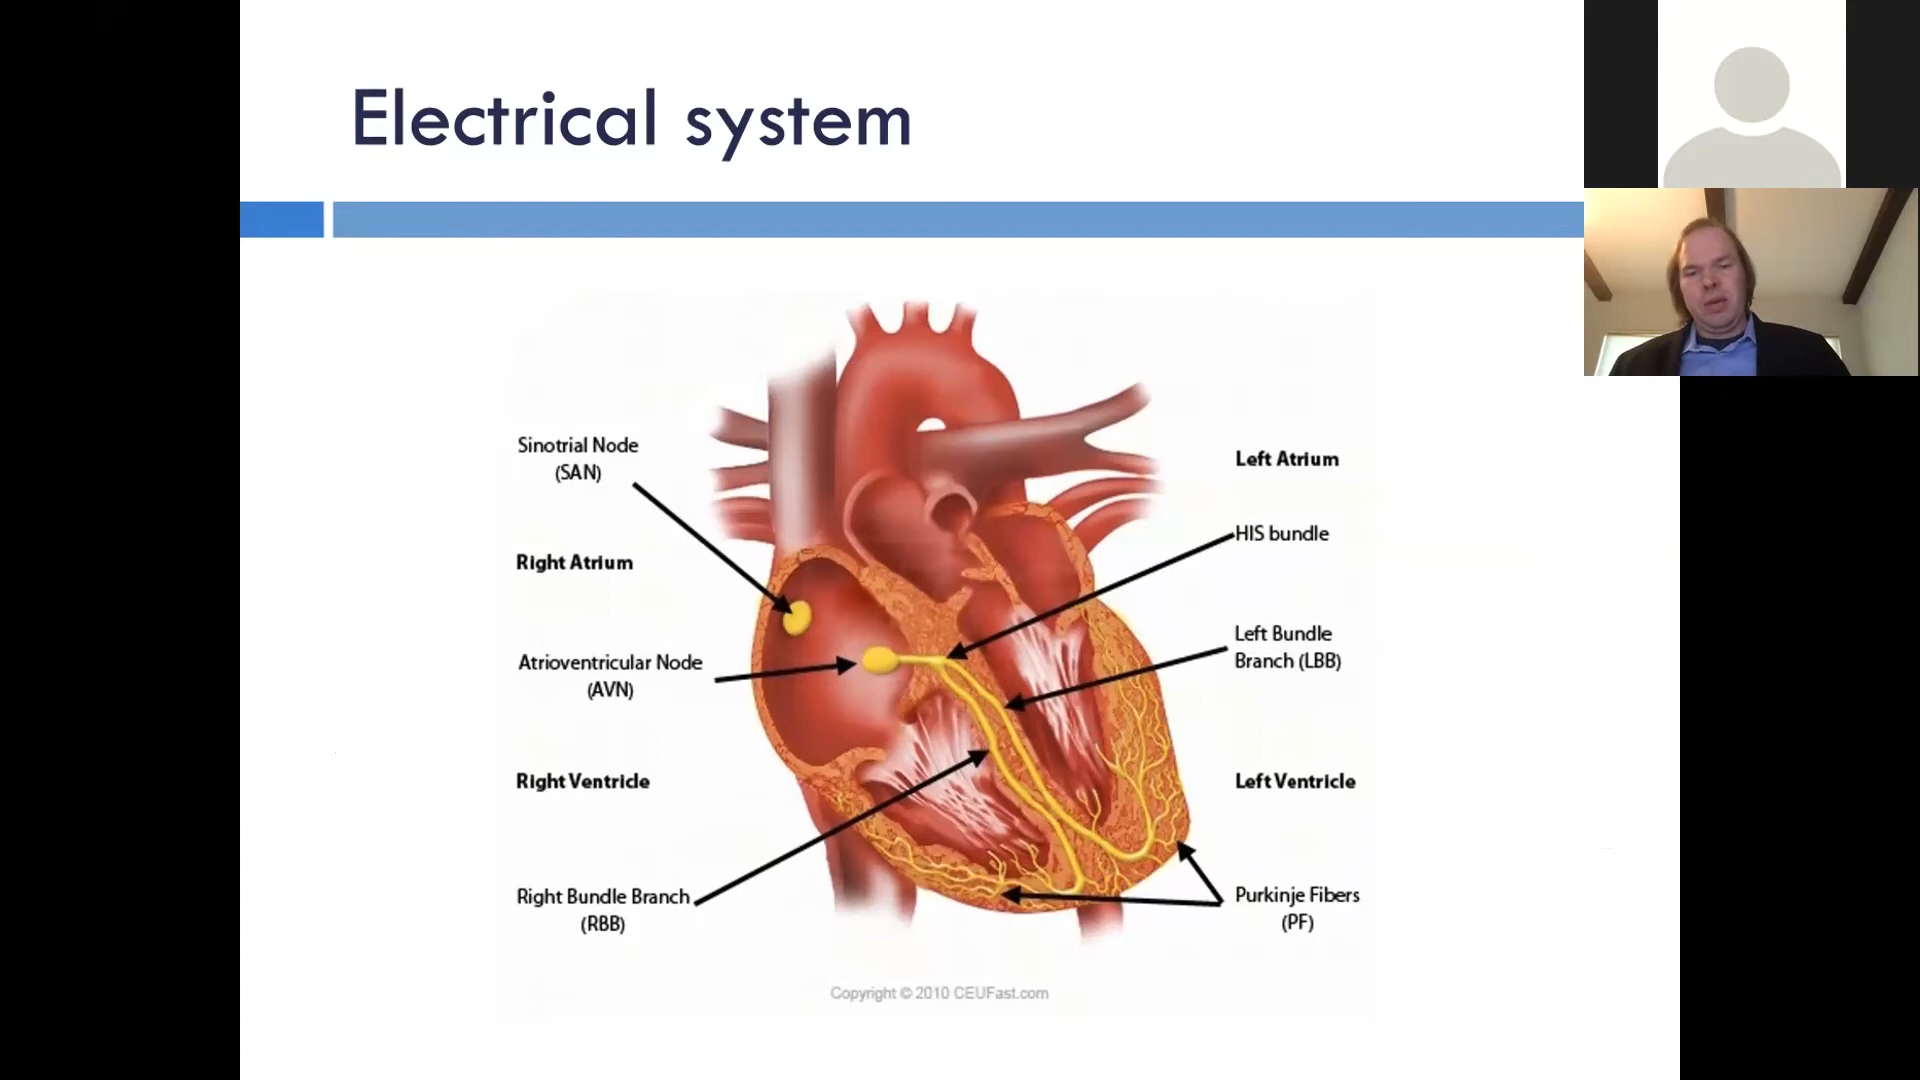 Electrical system
Sinotrial Node
(SAN)
Right Atrium
Atrioventricular Node
(AVN)
Right Ventricle
Right Bundle Branch
(RBB)
Left Atrium
HIS bundle
Left Bundle
Branch (LBB)
Left Ventricle
Purkinje Fibers
(PF)
Copyright © 2010 CEUFast.com